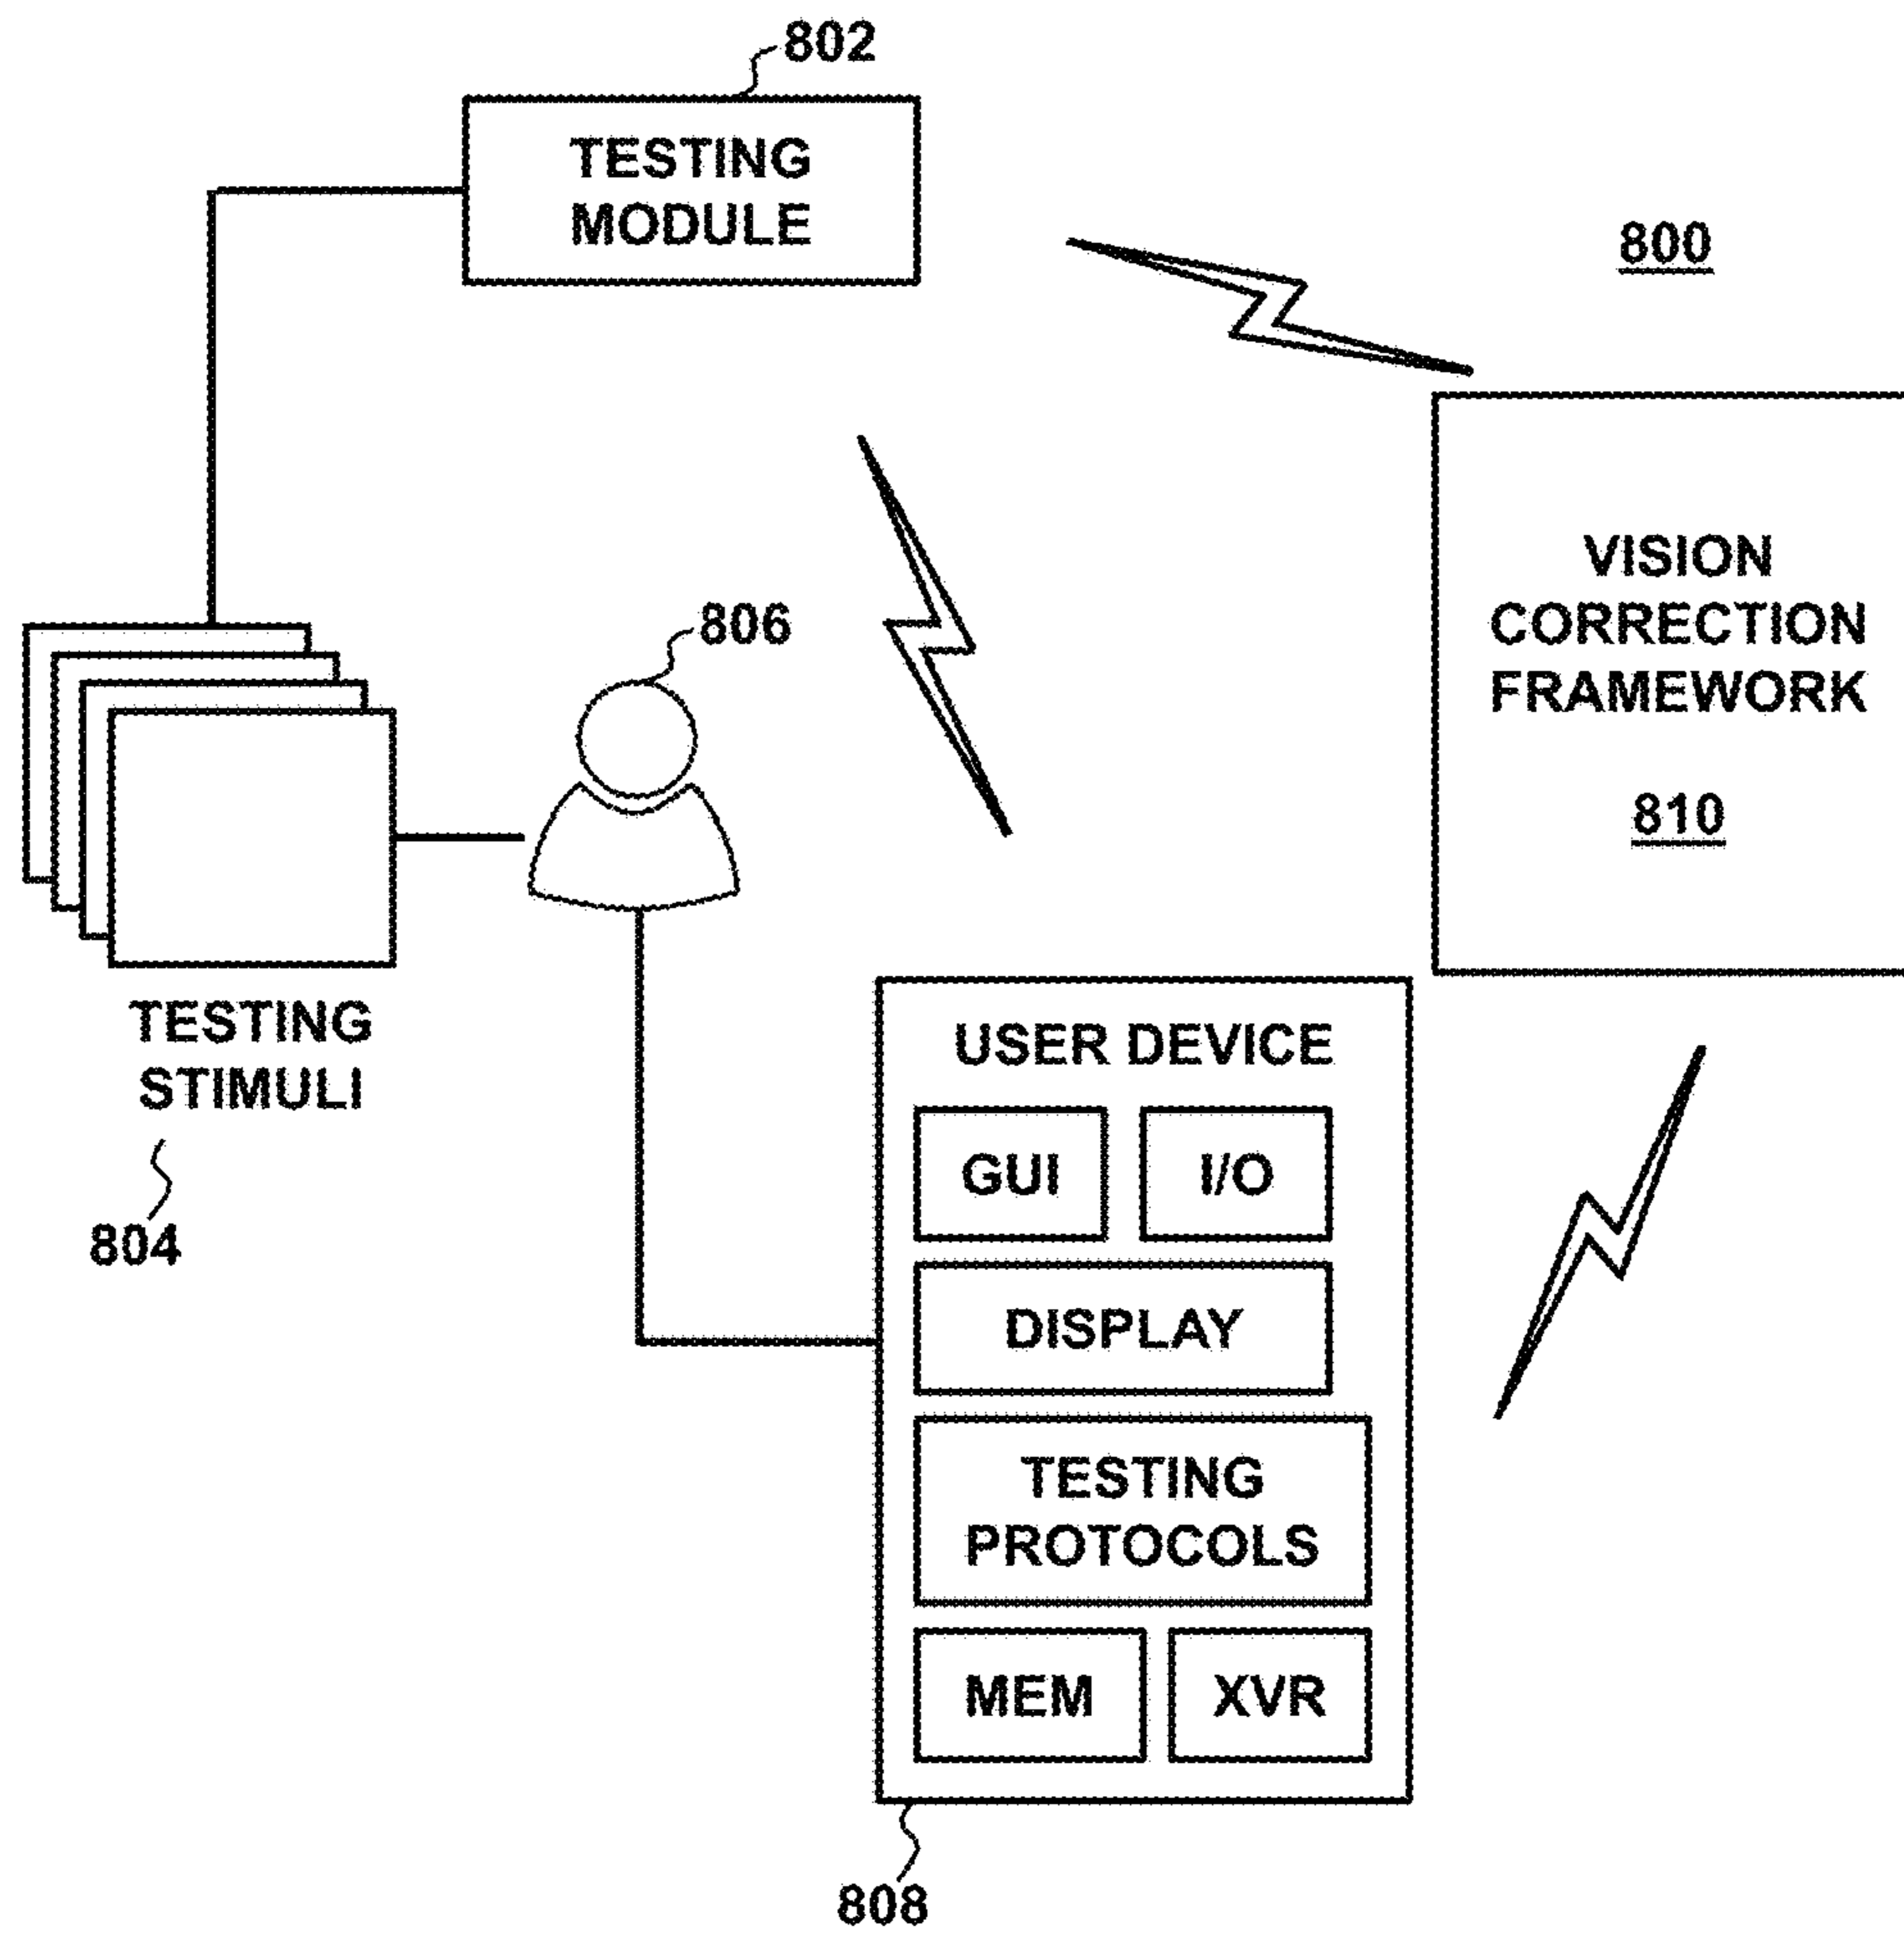 802
TESTING
MODULE
800
VISION
CORRECTION
FRAMEWORK
810
806
TESTING
STIMULI
804
USER DEVICE
GUI
I/O
DISPLAY
TESTING
PROTOCOLS
MEM
XVR
808